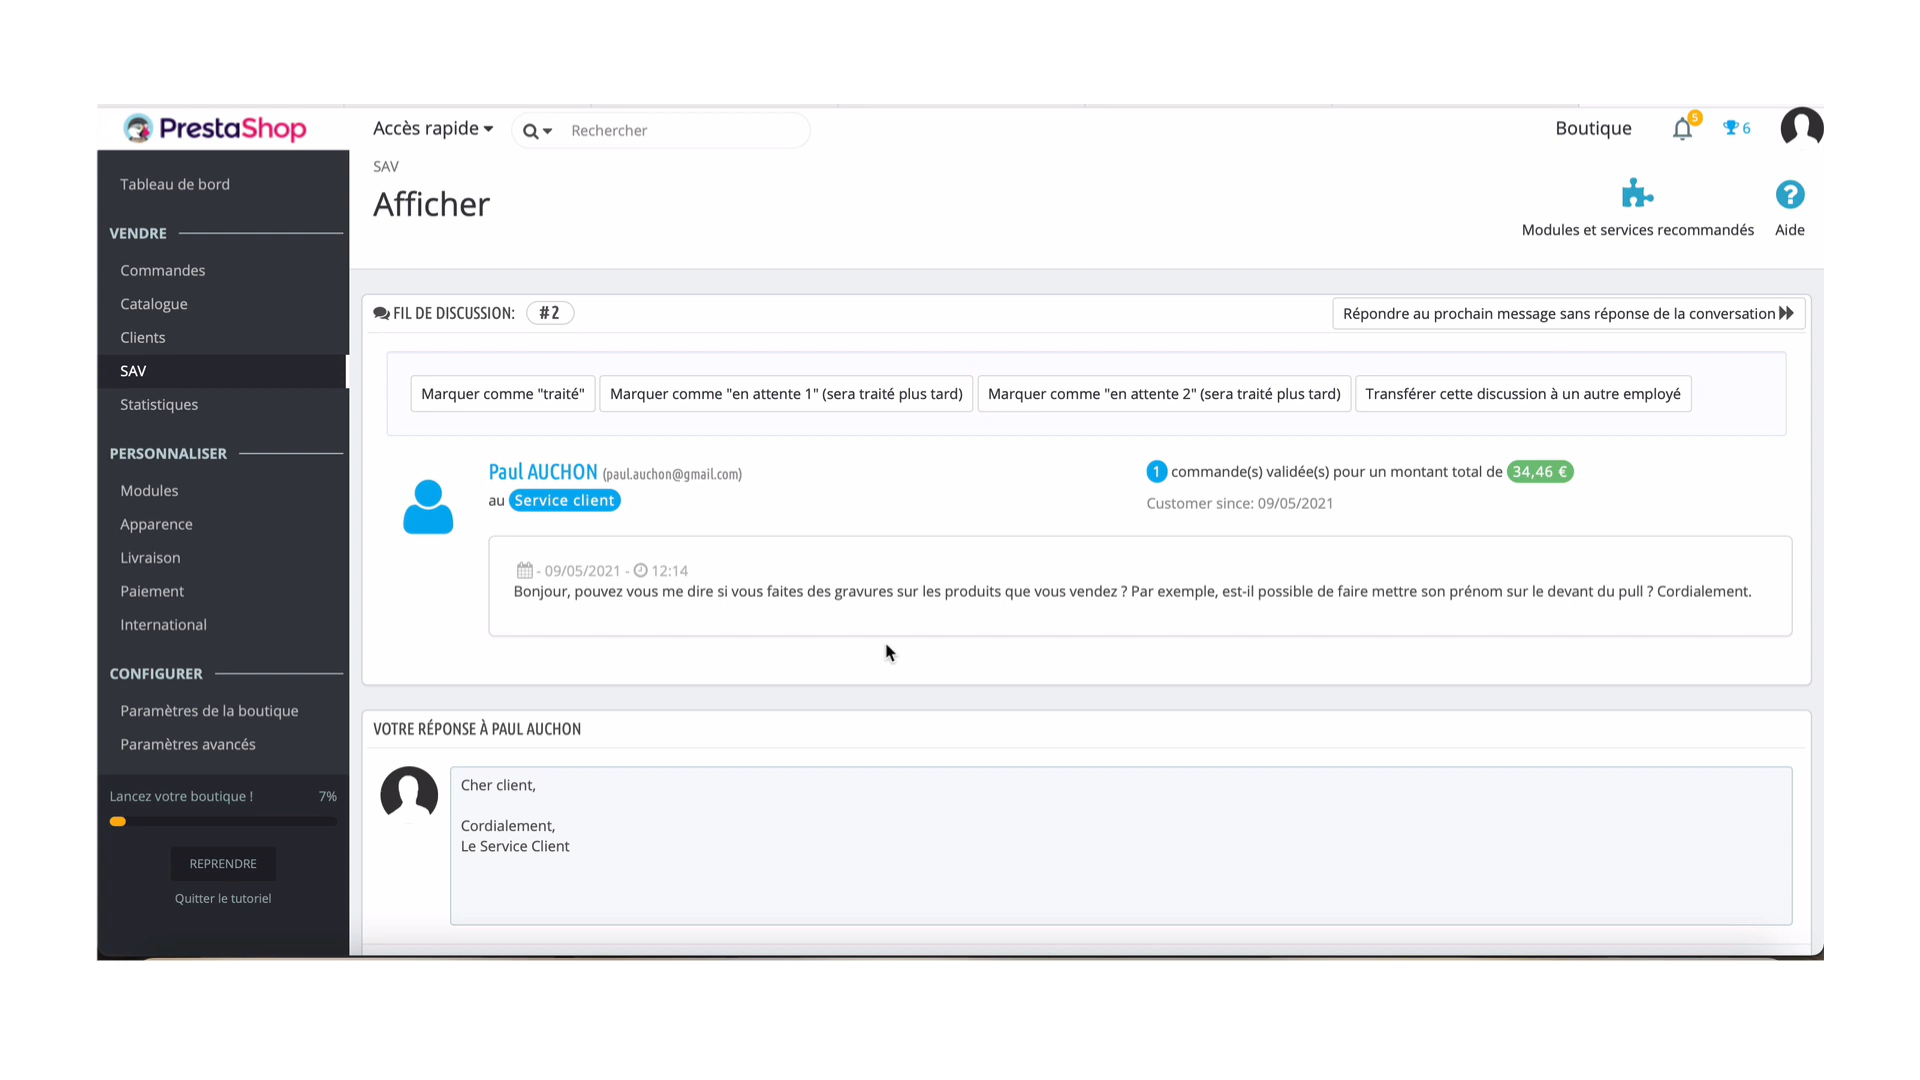 PrestaShop
Accès rapide
Rechercher
Boutique
5
6
SAV
Afficher
Modules et services recommandés
Aide
Tableau de bord
VENDRE
Commandes
Catalogue
Clients
SAV
Statistiques
PERSONNALISER
Modules
Apparence
Livraison
Paiement
International
CONFIGURER
Paramètres de la boutique
Paramètres avancés
Lancez votre boutique ! 7%
REPRENDRE
Quitter le tutoriel
FIL DE DISCUSSION: #2
Répondre au prochain message sans réponse de la conversation
Marquer comme "traité"
Marquer comme "en attente 1" (sera traité plus tard)
Marquer comme "en attente 2" (sera traité plus tard)
Transférer cette discussion à un autre employé
Paul AUCHON (paul.auchon@gmail.com)
au Service client
1 commande(s) validée(s) pour un montant total de 34,46 €
Customer since: 09/05/2021
- 09/05/2021 - 12:14
Bonjour, pouvez vous me dire si vous faites des gravures sur les produits que vous vendez ? Par exemple, est-il possible de faire mettre son prénom sur le devant du pull ? Cordialement.
VOTRE RÉPONSE À PAUL AUCHON
Cher client,
Cordialement,
Le Service Client